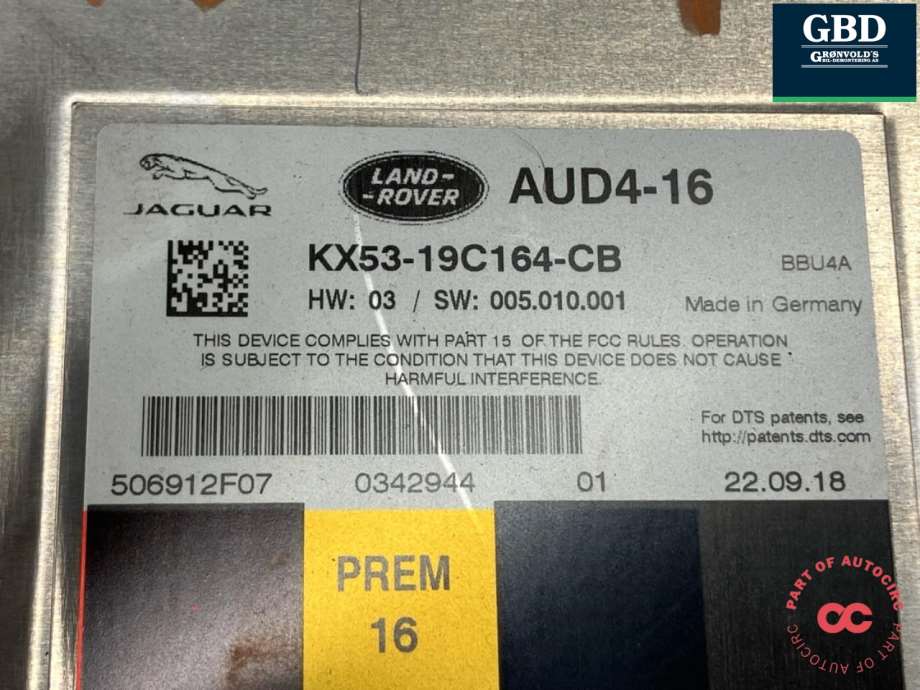 GBD
GRØNVOLD'S
BIL-DEMONTERING AS
JAGUAR
LAND-
-ROVER
AUD4-16
KX53-19C164-CB
BBU4A
HW: 03 / SW: 005.010.001
Made in Germany
THIS DEVICE COMPLIES WITH PART 15 OF THE FCC RULES. OPERATION
IS SUBJECT TO THE CONDITION THAT THIS DEVICE DOES NOT CAUSE
HARMFUL INTERFERENCE.
For DTS patents, see
http://patents.dts.com
506912F07 0342944 01 22.09.18
PREM
16
PART OF AUTOCIRC PART OF AUTOCIRC